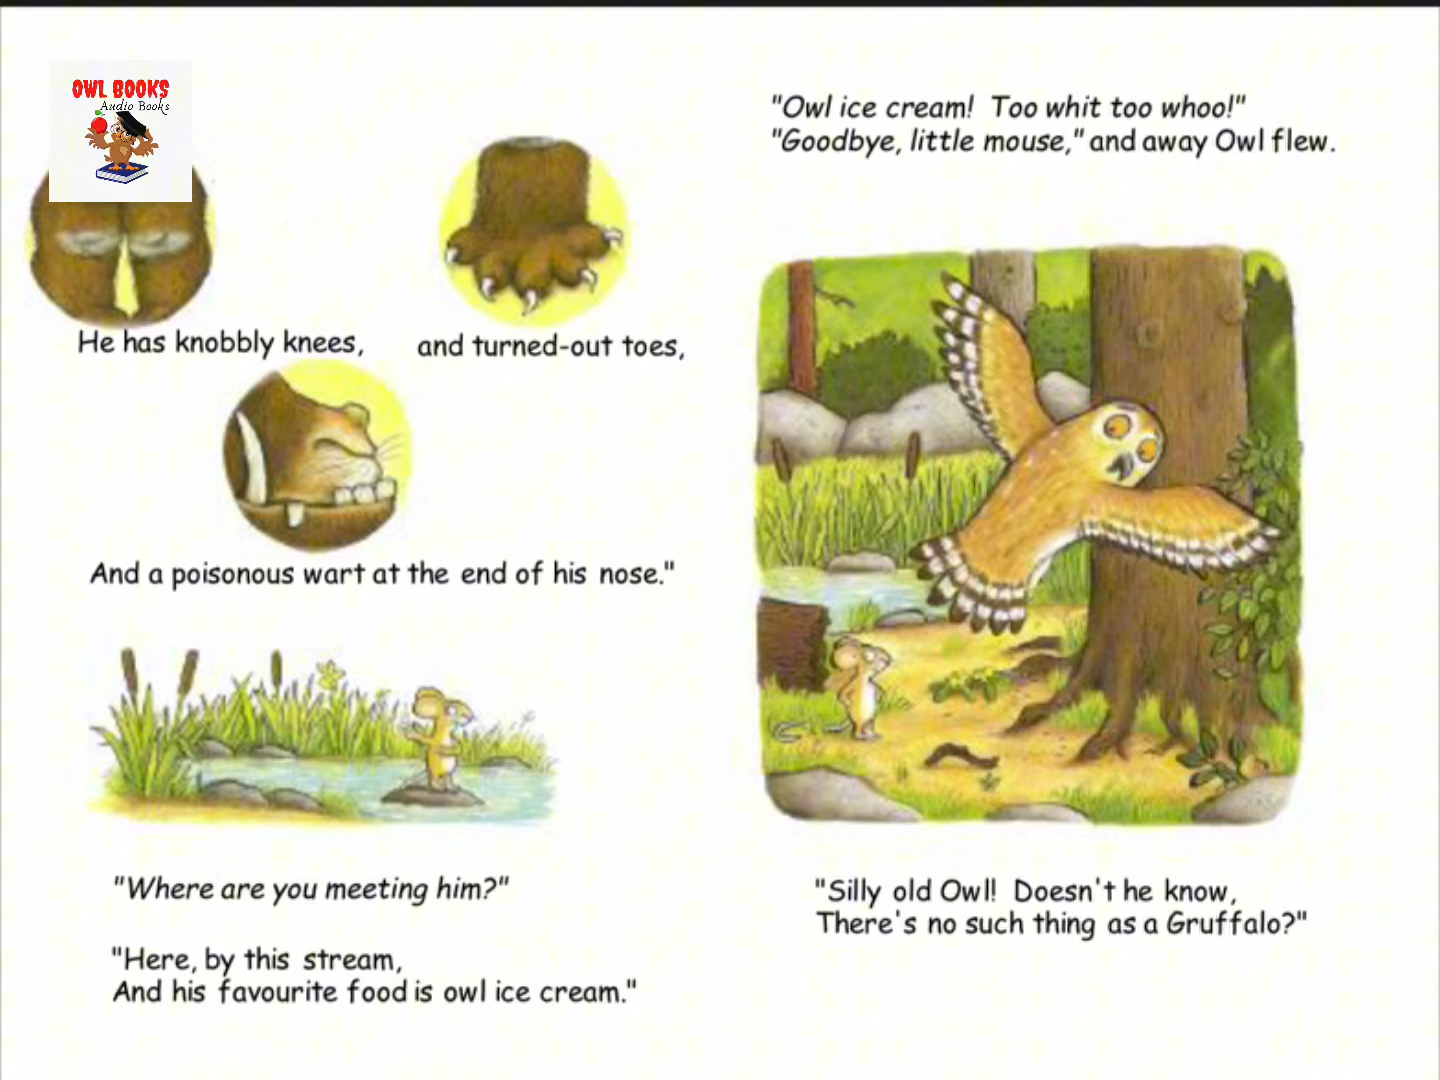 OWL BOOKS
Audio Books
He has knobbly knees,
and turned-out toes,
And a poisonous wart at the end of his nose."
"Where are you meeting him?"
"Here, by this stream,
And his favourite food is owl ice cream."
"Owl ice cream!  Too whit too whoo!"
"Goodbye, little mouse," and away Owl flew.
"Silly old Owl!  Doesn't he know,
There's no such thing as a Gruffalo?"